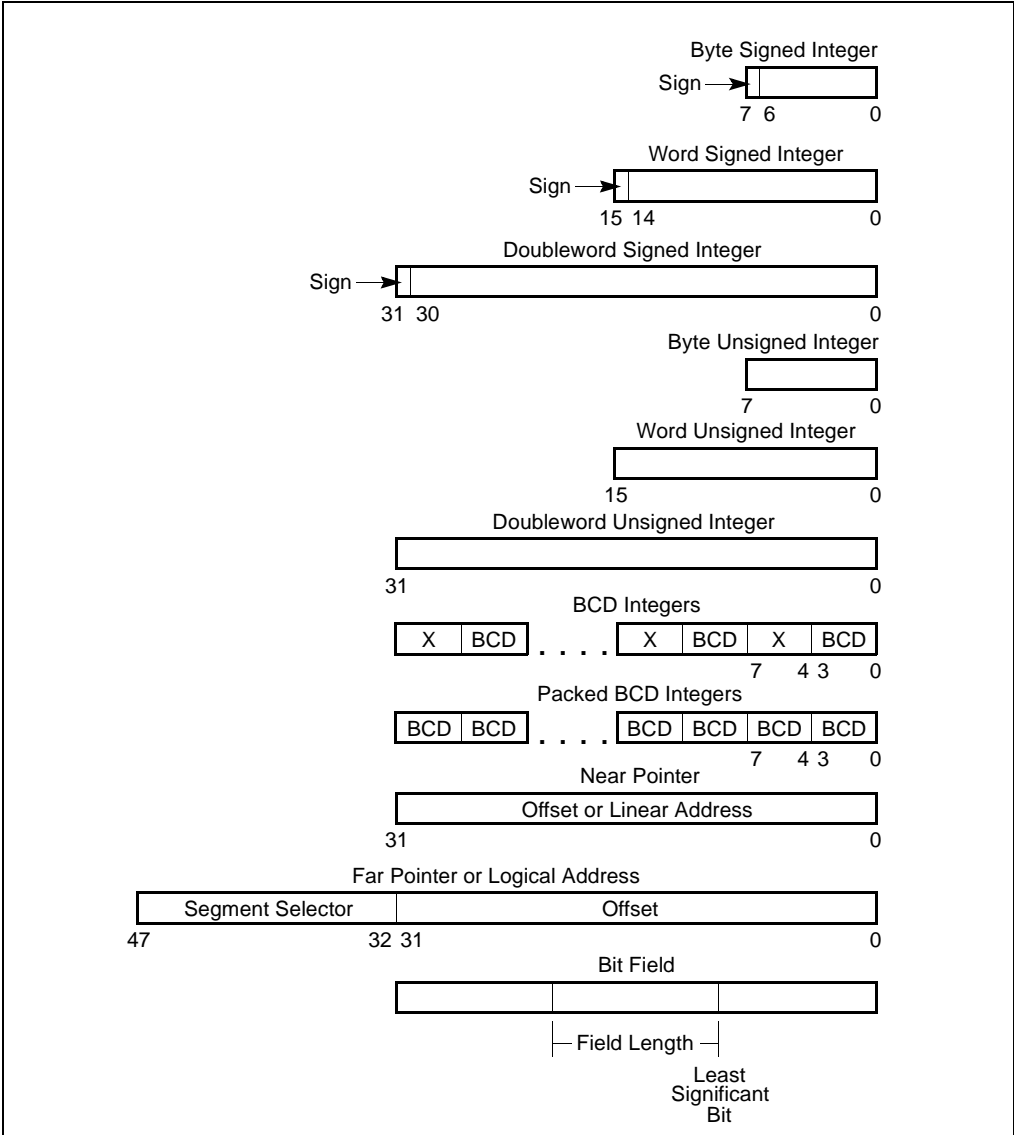 Byte Signed Integer
Sign
7 6 0
Word Signed Integer
Sign
15 14 0
Doubleword Signed Integer
Sign
31 30 0
Byte Unsigned Integer
7 0
Word Unsigned Integer
15 0
Doubleword Unsigned Integer
31 0
BCD Integers
X BCD . . . . X BCD X BCD
7 4 3 0
Packed BCD Integers
BCD BCD . . . . BCD BCD BCD BCD
7 4 3 0
Near Pointer
Offset or Linear Address
31 0
Far Pointer or Logical Address
Segment Selector Offset
47 32 31 0
Bit Field
Field Length
Least
Significant
Bit